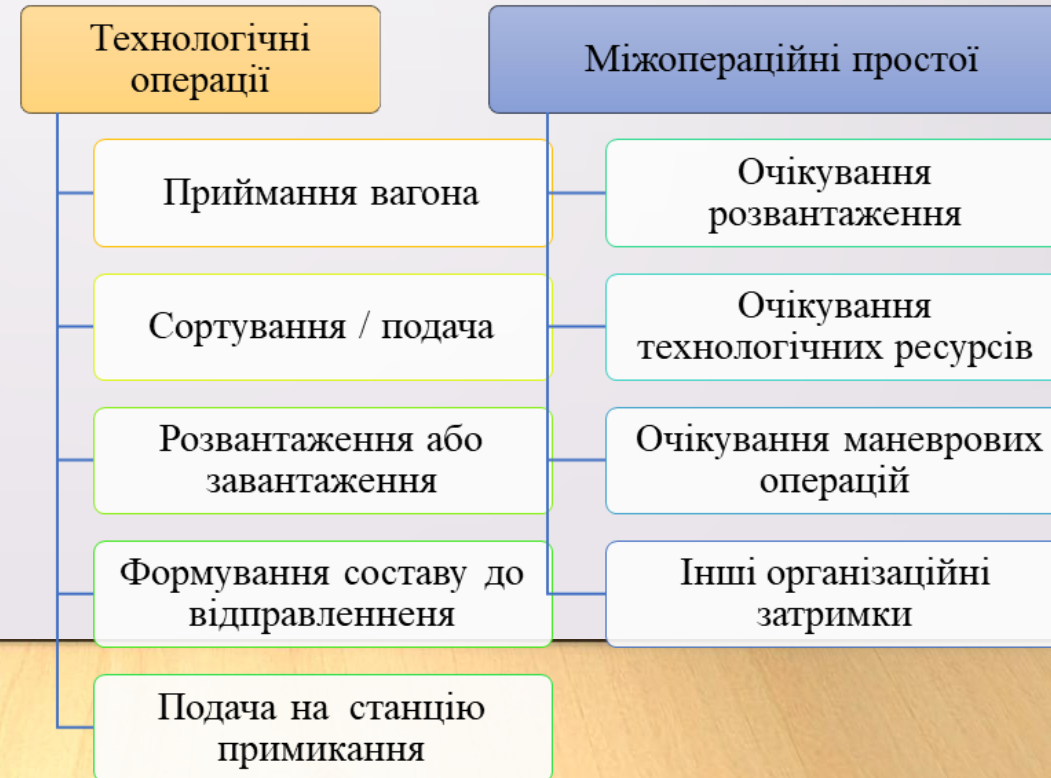 Технологічні
операції
Приймання вагона
Сортування / подача
Розвантаження або
завантаження
Формування составу до
відправленненя
Подача на станцію
примикання
Міжопераційні простої
Очікування
розвантаження
Очікування
технологічних ресурсів
Очікування маневрових
операцій
Інші організаційні
затримки